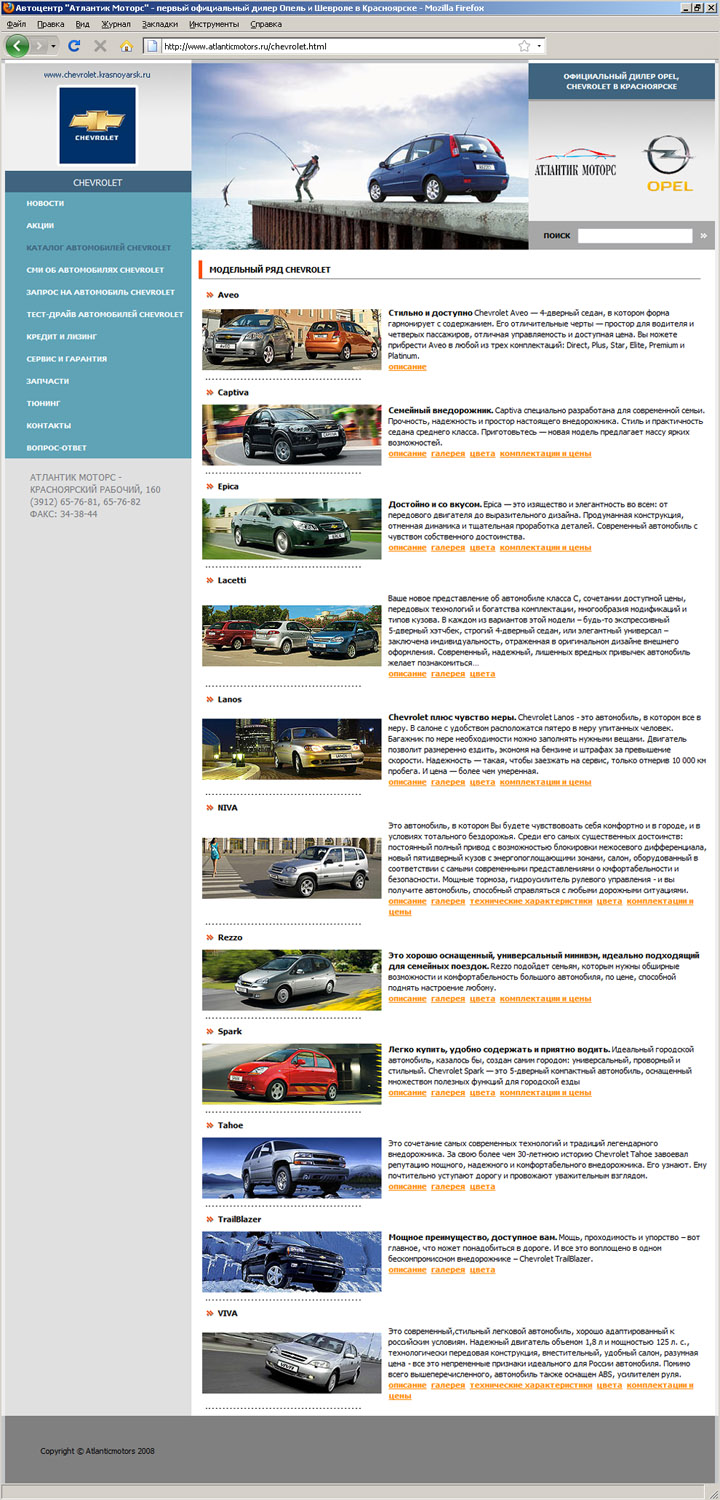 Автоцентр "Атлантик Моторс" - первый официальный дилер Опель и Шевроле в Красноярске - Mozilla Firefox
Файл Правка Вид Журнал Закладки Инструменты Справка
http://www.atlanticmotors.ru/chevrolet.html
www.chevrolet.krasnoyarsk.ru
CHEVROLET
CHEVROLET
НОВОСТИ
АКЦИИ
КАТАЛОГ АВТОМОБИЛЕЙ CHEVROLET
СМИ ОБ АВТОМОБИЛЯХ CHEVROLET
ЗАПРОС НА АВТОМОБИЛЬ CHEVROLET
ТЕСТ-ДРАЙВ АВТОМОБИЛЕЙ CHEVROLET
КРЕДИТ И ЛИЗИНГ
СЕРВИС И ГАРАНТИЯ
ЗАПЧАСТИ
ТЮНИНГ
КОНТАКТЫ
ВОПРОС-ОТВЕТ
АТЛАНТИК МОТОРС -
КРАСНОЯРСКИЙ РАБОЧИЙ, 160
(3912) 65-76-81, 65-76-82
ФАКС: 34-38-44
ОФИЦИАЛЬНЫЙ ДИЛЕР OPEL,
CHEVROLET В КРАСНОЯРСКЕ
АТЛАНТИК МОТОРС
OPEL
ПОИСК
МОДЕЛЬНЫЙ РЯД CHEVROLET
Aveo
Стильно и доступно Chevrolet Aveo — 4-дверный седан, в котором форма
гармонирует с содержанием. Его отличительные черты — простор для водителя и
четверых пассажиров, отличная управляемость и доступная цена. Вы можете
прибрести Aveo в любой из трех комплектаций: Direct, Plus, Star, Elite, Premium и
Platinum.
описание
Captiva
Семейный внедорожник. Captiva специально разработана для современной семьи.
Прочность, надежность и простор настоящего внедорожника. Стиль и практичность
седана среднего класса. Приготовьтесь — новая модель предлагает массу ярких
возможностей.
описание галерея цвета комплектации и цены
Epica
Достойно и со вкусом. Epica — это изящество и элегантность во всем: от
передового двигателя до выразительного дизайна. Продуманная конструкция,
отменная динамика и тщательная проработка деталей. Современный автомобиль с
чувством собственного достоинства.
описание галерея цвета комплектации и цены
Lacetti
Ваше новое представление об автомобиле класса С, сочетании доступной цены,
передовых технологий и богатства комплектации, многообразия модификаций и
типов кузова. В каждом из вариантов этой модели – будь-то экспрессивный
5-дверный хэтчбек, строгий 4-дверный седан, или элегантный универсал –
заключена индивидуальность, отраженная в оригинальном дизайне внешнего
оформления. Современный, надежный, лишенных вредных привычек автомобиль
желает познакомиться...
описание галерея цвета
Lanos
Chevrolet плюс чувство меры. Chevrolet Lanos - это автомобиль, в котором все в
меру. В салоне с удобством расположатся пятеро в меру упитанных человек.
Багажник по мере необходимости можно заполнять нужными вещами. Двигатель
позволит размеренно ездить, экономя на бензине и штрафах за превышение
скорости. Надежность — такая, чтобы заезжать на сервис, только отмерив 10 000 км
пробега. И цена — более чем умеренная.
описание галерея цвета комплектации и цены
NIVA
Это автомобиль, в котором Вы будете чувствовоать себя комфортно и в городе, и в
условиях тотального бездорожья. Среди его самых существенных достоинств:
постоянный полный привод с возможностью блокировки межосевого дифференциала,
новый пятидверный кузов с энергопоглощающими зонами, салон, оборудованный в
соответствии с самыми современными представлениями о кнфортабельности и
безопасности. Мощные тормоза, гидроусилитель рулевого управления - и вы
получите автомобиль, способный справляться с любыми дорожными ситуациями.
описание галерея технические характеристики цвета комплектации и
цены
Rezzo
Это хорошо оснащенный, универсальный минивэн, идеально подходящий
для семейных поездок. Rezzo подойдет семьям, которым нужны обширные
возможности и комфортабельность большого автомобиля, по цене, способной
поднять настроение любому.
описание галерея цвета комплектации и цены
Spark
Легко купить, удобно содержать и приятно водить. Идеальный городской
автомобиль, казалось бы, создан самим городом: универсальный, проворный и
стильный. Chevrolet Spark — это 5-дверный компактный автомобиль, оснащенный
множеством полезных функций для городской езды
описание галерея цвета комплектации и цены
Tahoe
Это сочетание самых современных технологий и традиций легендарного
внедорожника. За свою более чем 30-летнюю историю Chevrolet Tahoe завоевал
репутацию мощного, надежного и комфортабельного внедорожника. Его узнают. Ему
почтительно уступают дорогу и провожают уважительным взглядом.
описание галерея цвета
TrailBlazer
Мощное преимущество, доступное вам. Мощь, проходимость и упорство – вот
главное, что может понадобиться в дороге. И все это воплощено в одном
бескомпромиссном внедорожнике – Chevrolet TrailBlazer.
описание галерея цвета
VIVA
Это современный,стильный легковой автомобиль, хорошо адаптированный к
российским условиям. Надежный двигатель объемом 1,8 л и мощностью 125 л. с.,
технологически передовая конструкция, вместительный, удобный салон, разумная
цена - все это непременные признаки идеального для России автомобиля. Помимо
всего вышеперечисленного, автомобиль также оснащен ABS, усилителем руля.
описание галерея технические характеристики цвета комплектации и
цены
Copyright © Atlanticmotors 2008